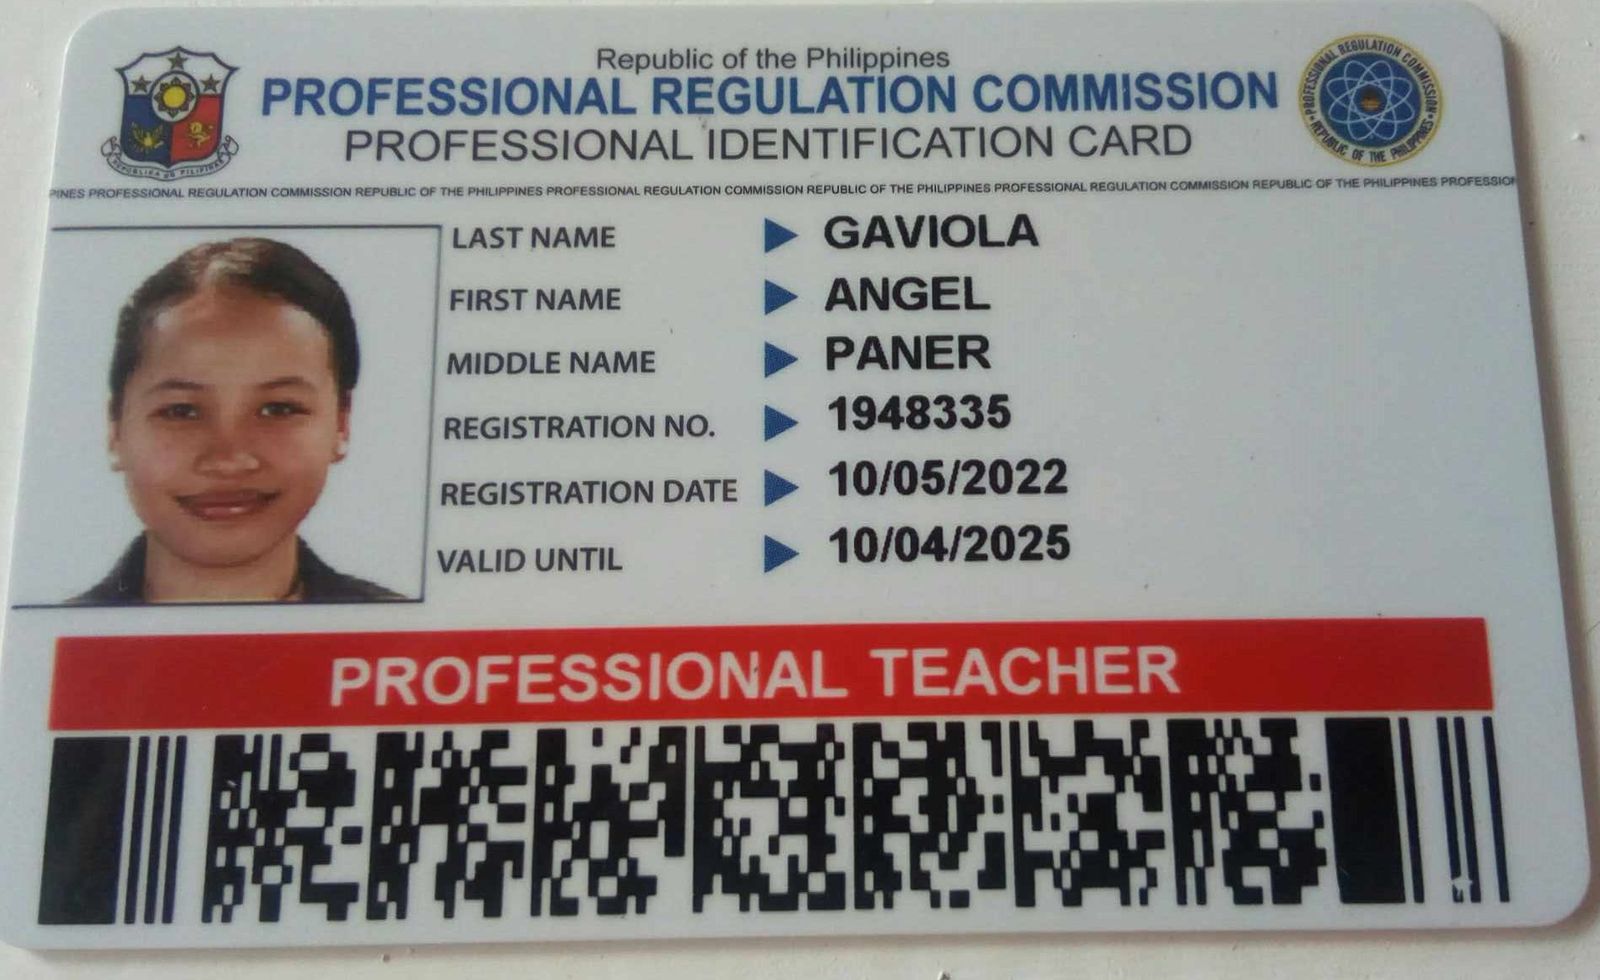 Republic of the Philippines
PROFESSIONAL REGULATION COMMISSION
PROFESSIONAL IDENTIFICATION CARD
PROFESSIONAL REGULATION COMMISSION
REPUBLIC OF THE PHILIPPINES
PINES PROFESSIONAL REGULATION COMMISSION REPUBLIC OF THE PHILIPPINES PROFESSIONAL REGULATION COMMISSION REPUBLIC OF THE PHILIPPINES PROFESSIONAL REGULATION COMMISSION REPUBLIC OF THE PHILIPPINES PROFESSION
LAST NAME GAVIOLA
FIRST NAME ANGEL
MIDDLE NAME PANER
REGISTRATION NO. 1948335
REGISTRATION DATE 10/05/2022
VALID UNTIL 10/04/2025
PROFESSIONAL TEACHER